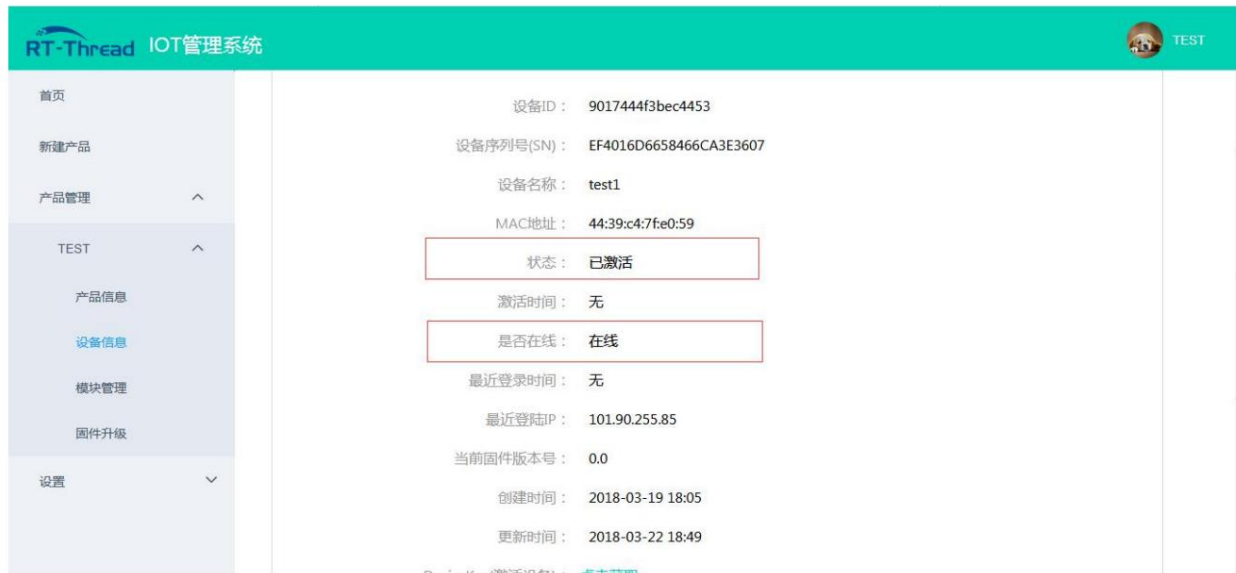 RT-Thread IOT管理系统
TEST
首页
新建产品
产品管理
TEST
产品信息
设备信息
模块管理
固件升级
设置
设备ID： 9017444f3bec4453
设备序列号(SN)： EF4016D6658466CA3E3607
设备名称： test1
MAC地址： 44:39:c4:7f:e0:59
状态： 已激活
激活时间： 无
是否在线： 在线
最近登录时间： 无
最近登陆IP： 101.90.255.85
当前固件版本号： 0.0
创建时间： 2018-03-19 18:05
更新时间： 2018-03-22 18:49